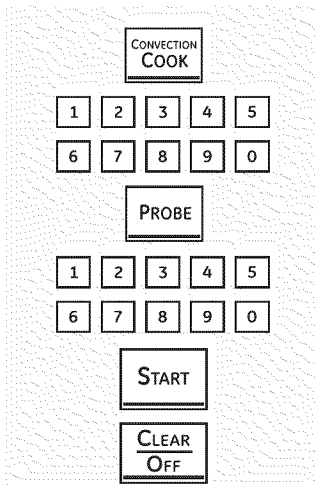 CONVECTION
COOK
1 2 3 4 5
6 7 8 9 0
PROBE
1 2 3 4 5
6 7 8 9 0
START
CLEAR
OFF